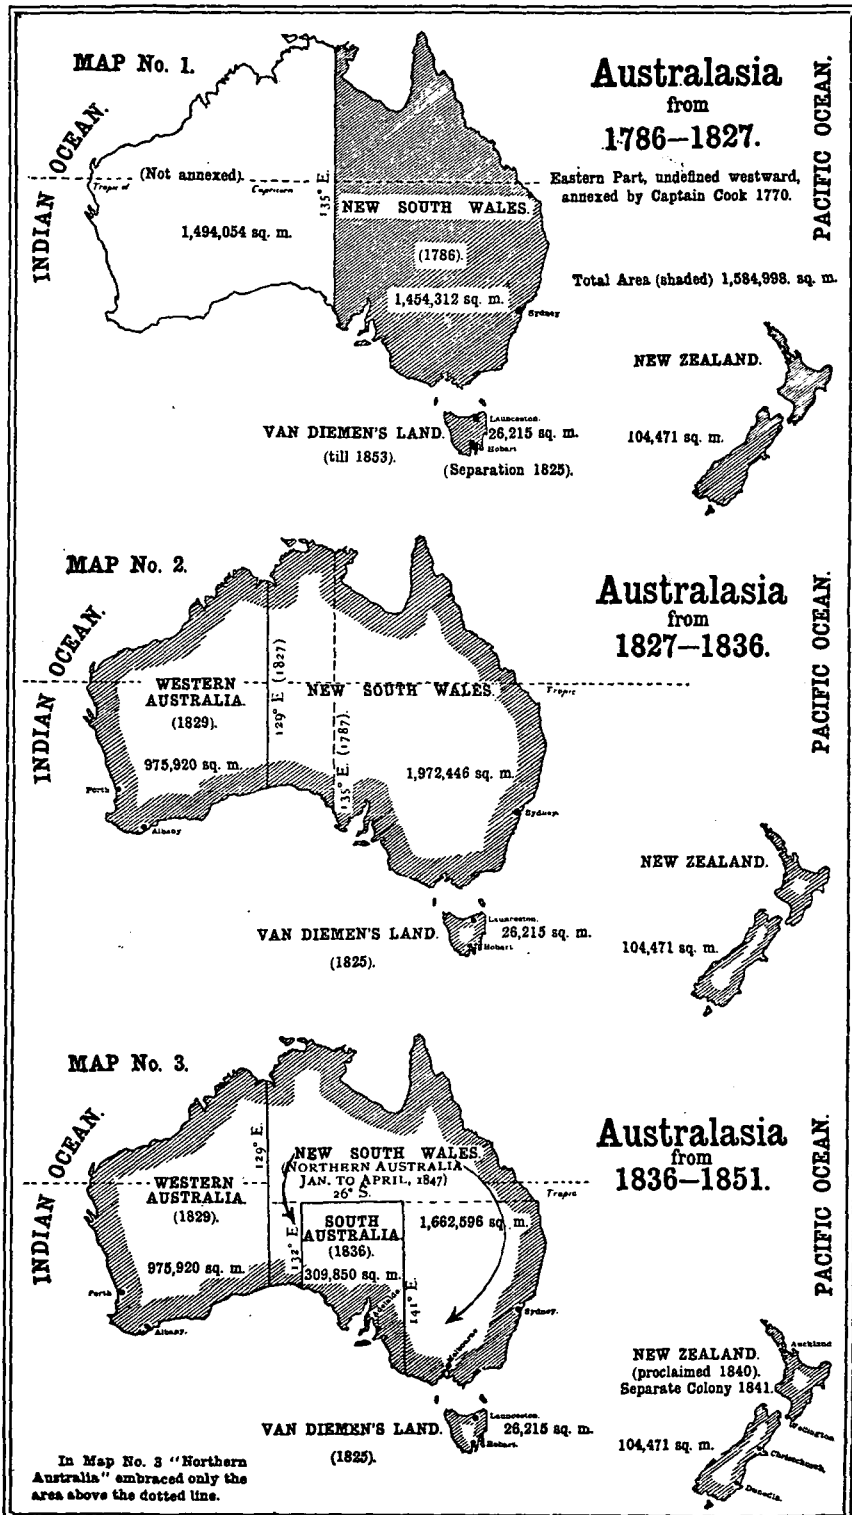 MAP No. 1.
Australasia
from
1786—1827.
INDIAN OCEAN.
PACIFIC OCEAN.
(Not annexed).
Tropic of Capricorn
135° E.
Eastern Part, undefined westward,
annexed by Captain Cook 1770.
NEW SOUTH WALES.
1,494,054 sq. m.
(1786).
Total Area (shaded) 1,584,998. sq. m.
1,454,312 sq. m.
Sydney
NEW ZEALAND.
Launceston.
VAN DIEMEN'S LAND.
26,215 sq. m.
104,471 sq. m.
Hobart
(till 1853).
(Separation 1825).
MAP No. 2.
Australasia
from
1827—1836.
INDIAN OCEAN.
PACIFIC OCEAN.
129° E. (1827)
WESTERN
AUSTRALIA.
(1829).
NEW SOUTH WALES.
Tropic
135° E. (1787)
975,920 sq. m.
1,972,446 sq. m.
Perth
Albany
Sydney.
NEW ZEALAND.
Launceston.
VAN DIEMEN'S LAND.
26,215 sq. m.
Hobart
(1825).
104,471 sq. m.
MAP No. 3.
Australasia
from
1836—1851.
INDIAN OCEAN.
PACIFIC OCEAN.
129° E.
NEW SOUTH WALES.
(NORTHERN AUSTRALIA
JAN. TO APRIL, 1847)
26° S.
Tropic
WESTERN
AUSTRALIA.
(1829).
132° E.
SOUTH
AUSTRALIA.
(1836).
309,850 sq. m.
1,662,596 sq. m.
975,920 sq. m.
141° E.
Adelaide
Perth
Albany.
Sydney.
Melbourne
Auckland
NEW ZEALAND.
(proclaimed 1840).
Separate Colony 1841.
Launceston.
VAN DIEMEN'S LAND.
26,215 sq. m.
Hobart.
(1825).
Wellington
104,471 sq. m.
Christchurch
Dunedin.
In Map No. 3 "Northern
Australia" embraced only the
area above the dotted line.